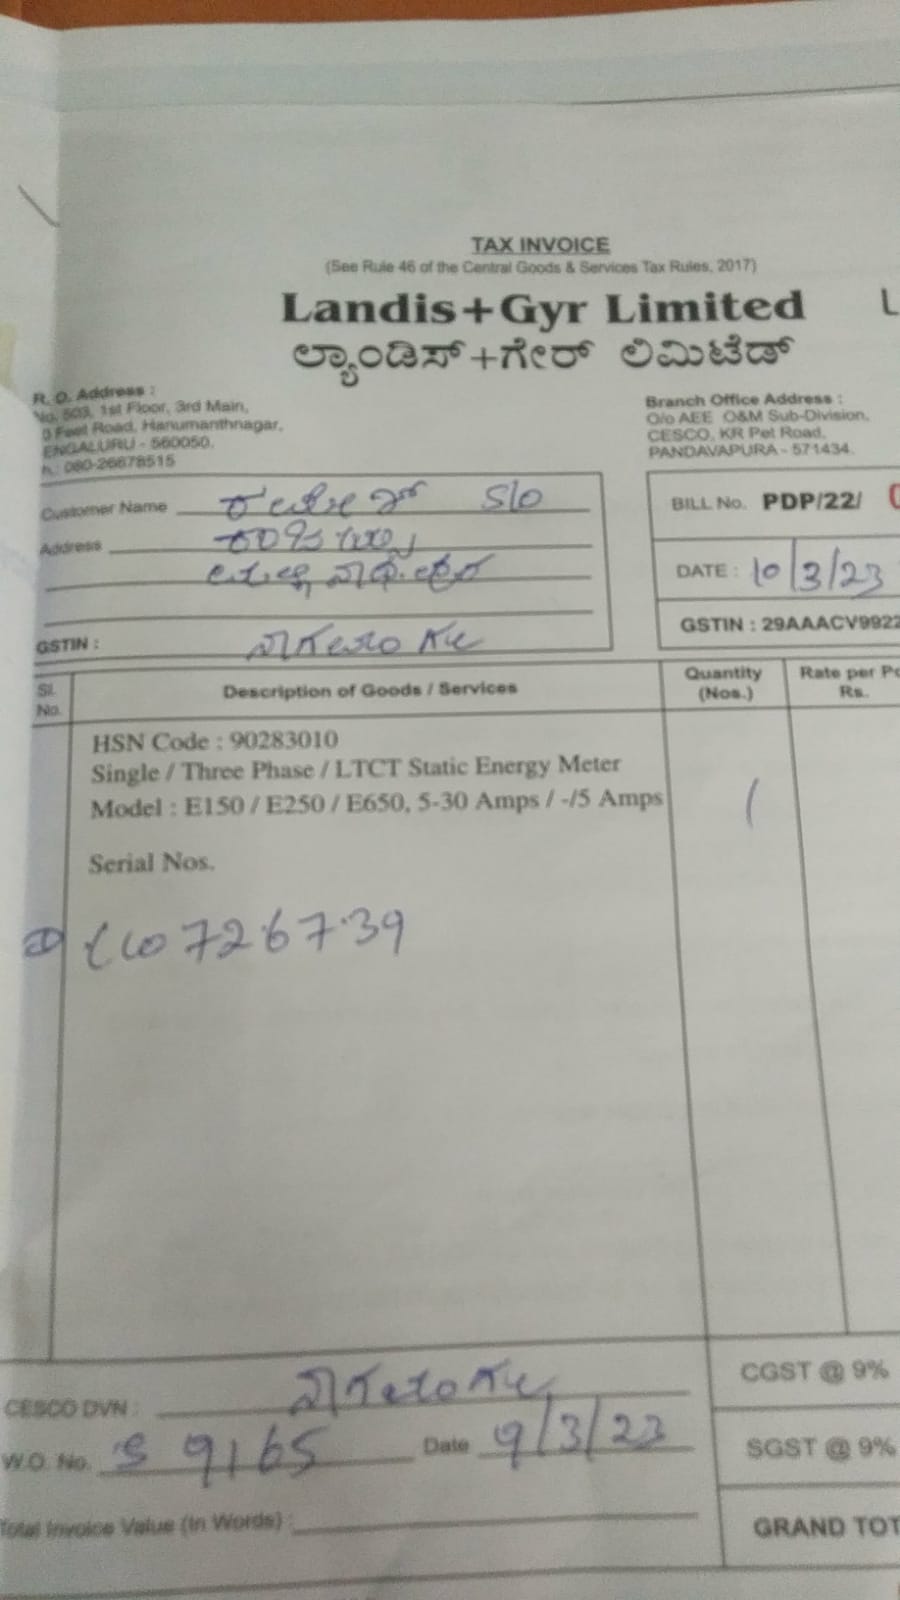 TAX INVOICE
(See Rule 46 of the Central Goods & Services Tax Rules, 2017)
Landis+Gyr Limited
L
ಲ್ಯಾಂಡಿಸ್+ಗೇರ್ ಲಿಮಿಟೆಡ್
R. O. Address :
No. 503, 1st Floor, 3rd Main,
0 Feet Road, Hanumanthnagar,
ENGALURU - 560050.
h.: 080-26678515
Branch Office Address :
O/o AEE O&M Sub-Division,
CESCO, KR Pet Road,
PANDAVAPURA - 571434.
Customer Name S/o
Address
GSTIN :
BILL No. PDP/22/
DATE : 10/3/23
GSTIN : 29AAACV9922
Sl. No.
Description of Goods / Services
Quantity (Nos.)
Rate per Pc Rs.
HSN Code : 90283010
Single / Three Phase / LTCT Static Energy Meter
Model : E150 / E250 / E650, 5-30 Amps / -/5 Amps
1
Serial Nos.
726739
CESCO DVN :
CGST @ 9%
W.O. No. S 9165 Date 9/3/23
SGST @ 9%
Total Invoice Value (In Words) :
GRAND TOT